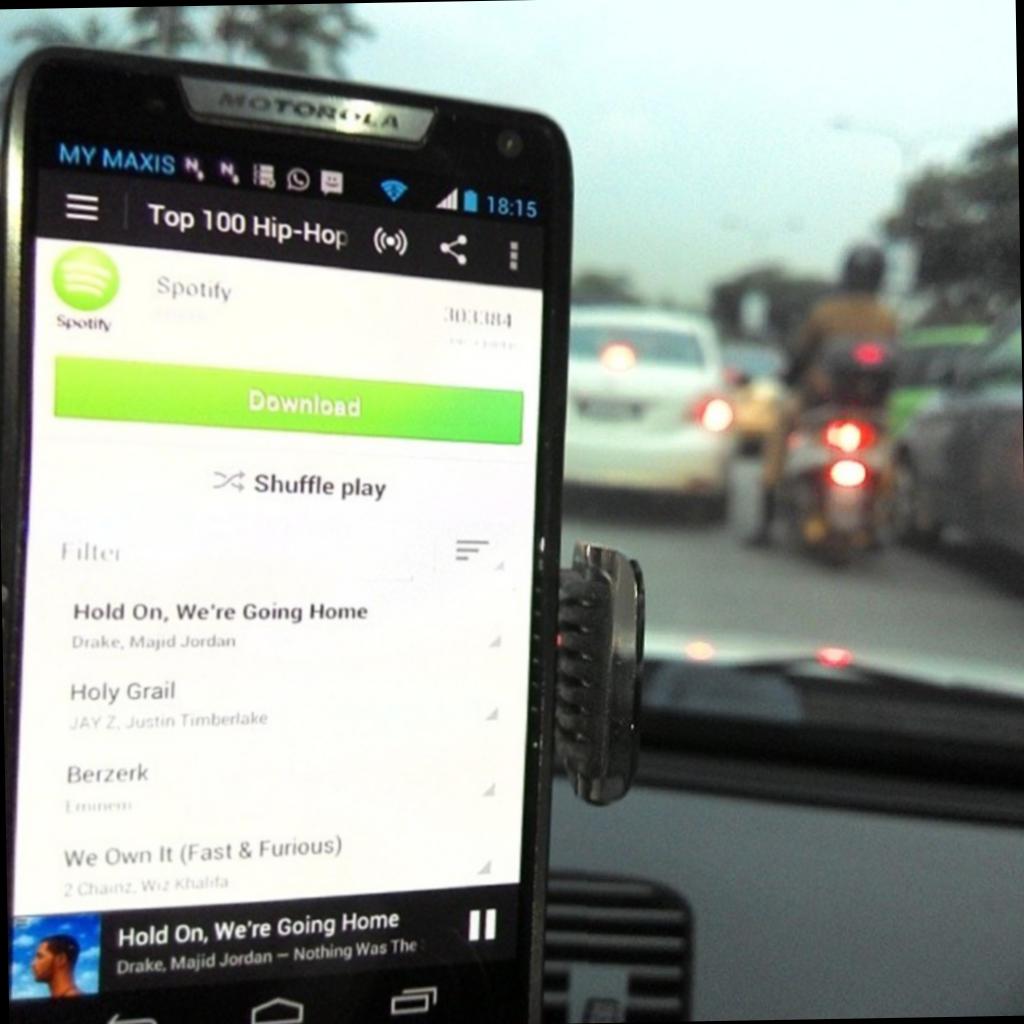 MOTOROLA
MY MAXIS 18:15
Top 100 Hip-Hop
Spotify
Spotify
303384
Download
Shuffle play
Filter
Hold On, We're Going Home
Drake, Majid Jordan
Holy Grail
JAY Z, Justin Timberlake
Berzerk
Eminem
We Own It (Fast & Furious)
2 Chainz, Wiz Khalifa
Hold On, We're Going Home
Drake, Majid Jordan – Nothing Was The